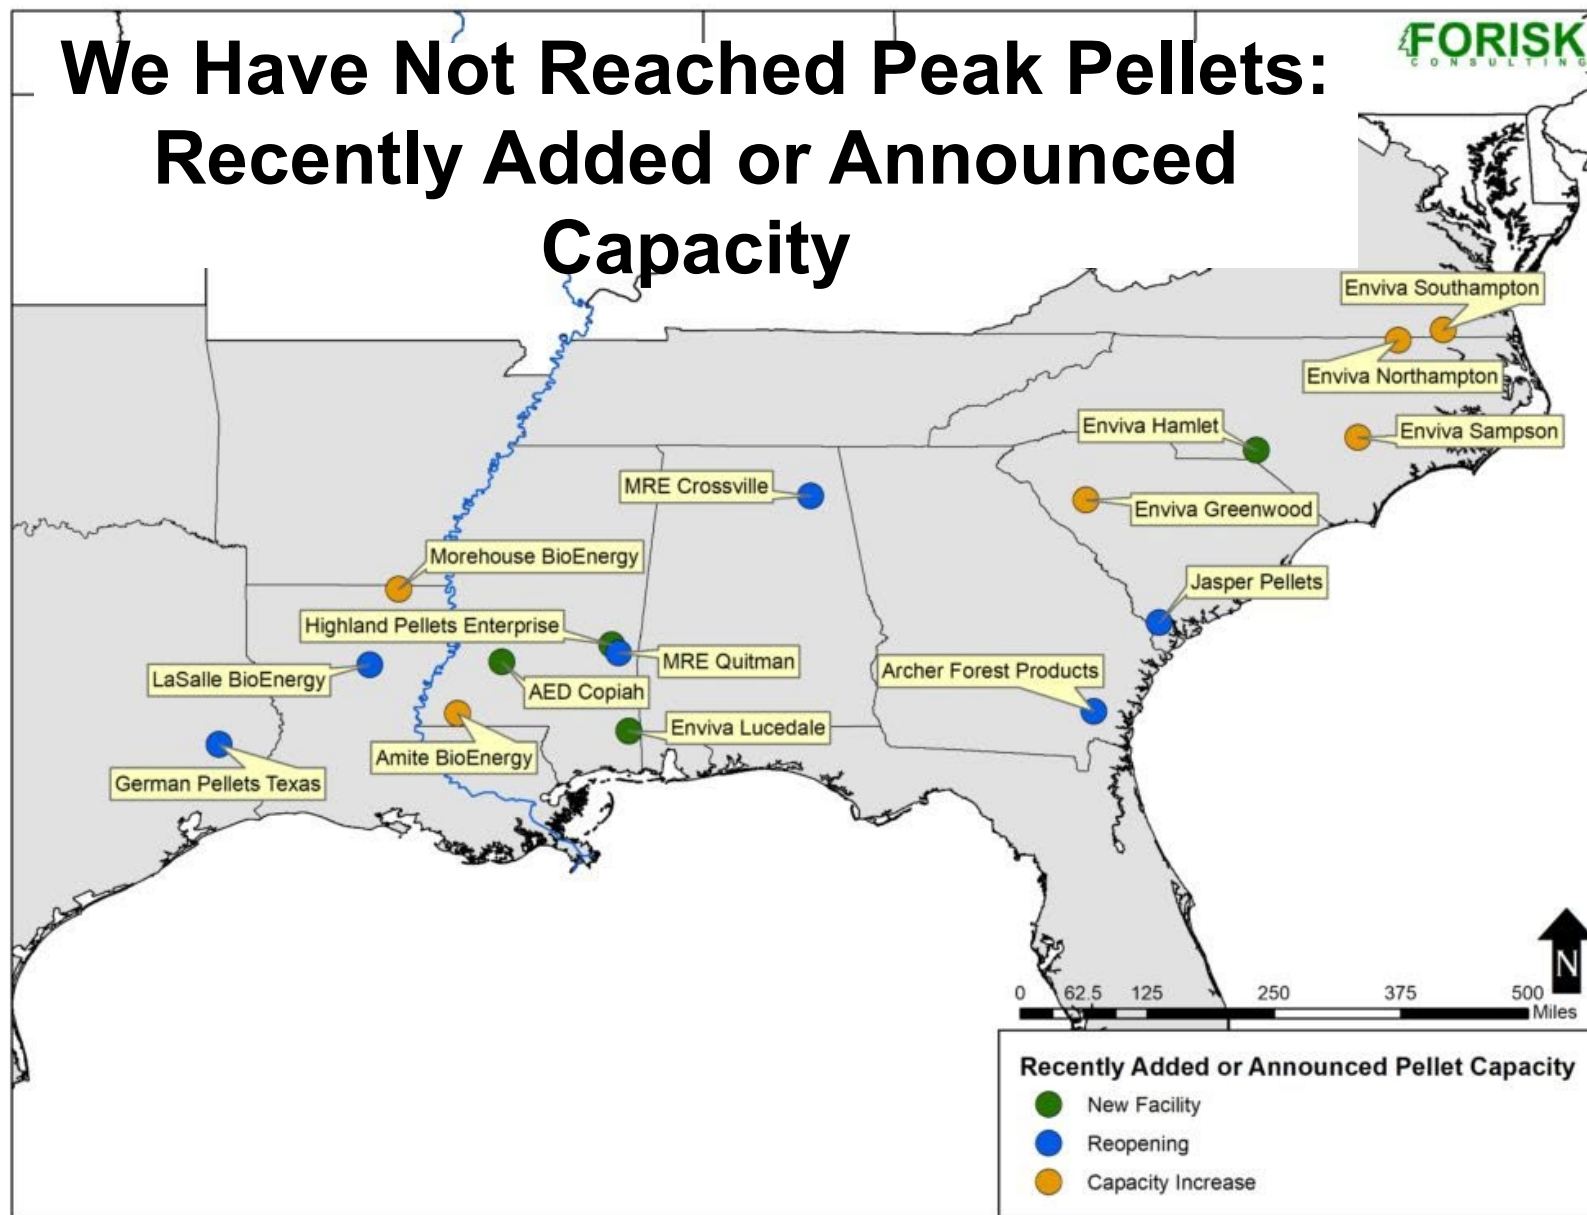 We Have Not Reached Peak Pellets:
Recently Added or Announced
Capacity
FORISK
CONSULTING
Enviva Southampton
Enviva Northampton
Enviva Hamlet
Enviva Sampson
MRE Crossville
Enviva Greenwood
Morehouse BioEnergy
Jasper Pellets
Highland Pellets Enterprise
MRE Quitman
LaSalle BioEnergy
Archer Forest Products
AED Copiah
Enviva Lucedale
Amite BioEnergy
German Pellets Texas
N
0 62.5 125 250 375 500
Miles
Recently Added or Announced Pellet Capacity
New Facility
Reopening
Capacity Increase